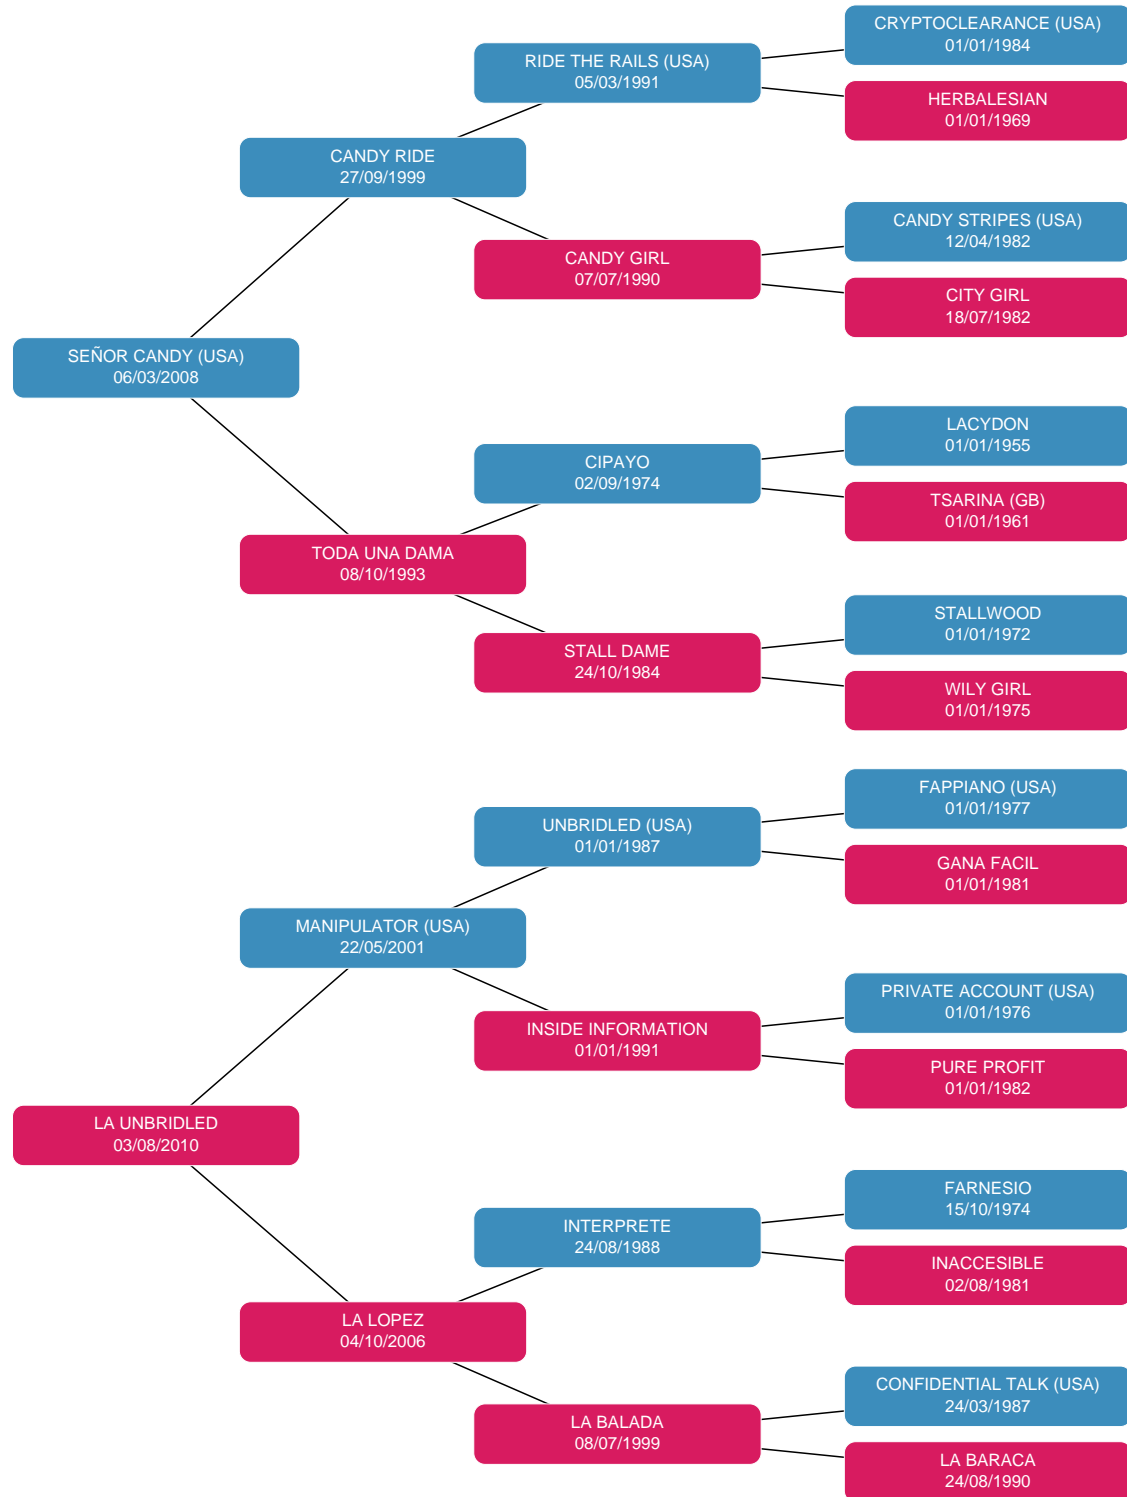 CRYPTOCLEARANCE (USA)
01/01/1984
RIDE THE RAILS (USA)
05/03/1991
HERBALESIAN
01/01/1969
CANDY RIDE
27/09/1999
CANDY STRIPES (USA)
12/04/1982
CANDY GIRL
07/07/1990
CITY GIRL
18/07/1982
SEÑOR CANDY (USA)
06/03/2008
LACYDON
01/01/1955
CIPAYO
02/09/1974
TSARINA (GB)
01/01/1961
TODA UNA DAMA
08/10/1993
STALLWOOD
01/01/1972
STALL DAME
24/10/1984
WILY GIRL
01/01/1975
FAPPIANO (USA)
01/01/1977
UNBRIDLED (USA)
01/01/1987
GANA FACIL
01/01/1981
MANIPULATOR (USA)
22/05/2001
PRIVATE ACCOUNT (USA)
01/01/1976
INSIDE INFORMATION
01/01/1991
PURE PROFIT
01/01/1982
LA UNBRIDLED
03/08/2010
FARNESIO
15/10/1974
INTERPRETE
24/08/1988
INACCESIBLE
02/08/1981
LA LOPEZ
04/10/2006
CONFIDENTIAL TALK (USA)
24/03/1987
LA BALADA
08/07/1999
LA BARACA
24/08/1990